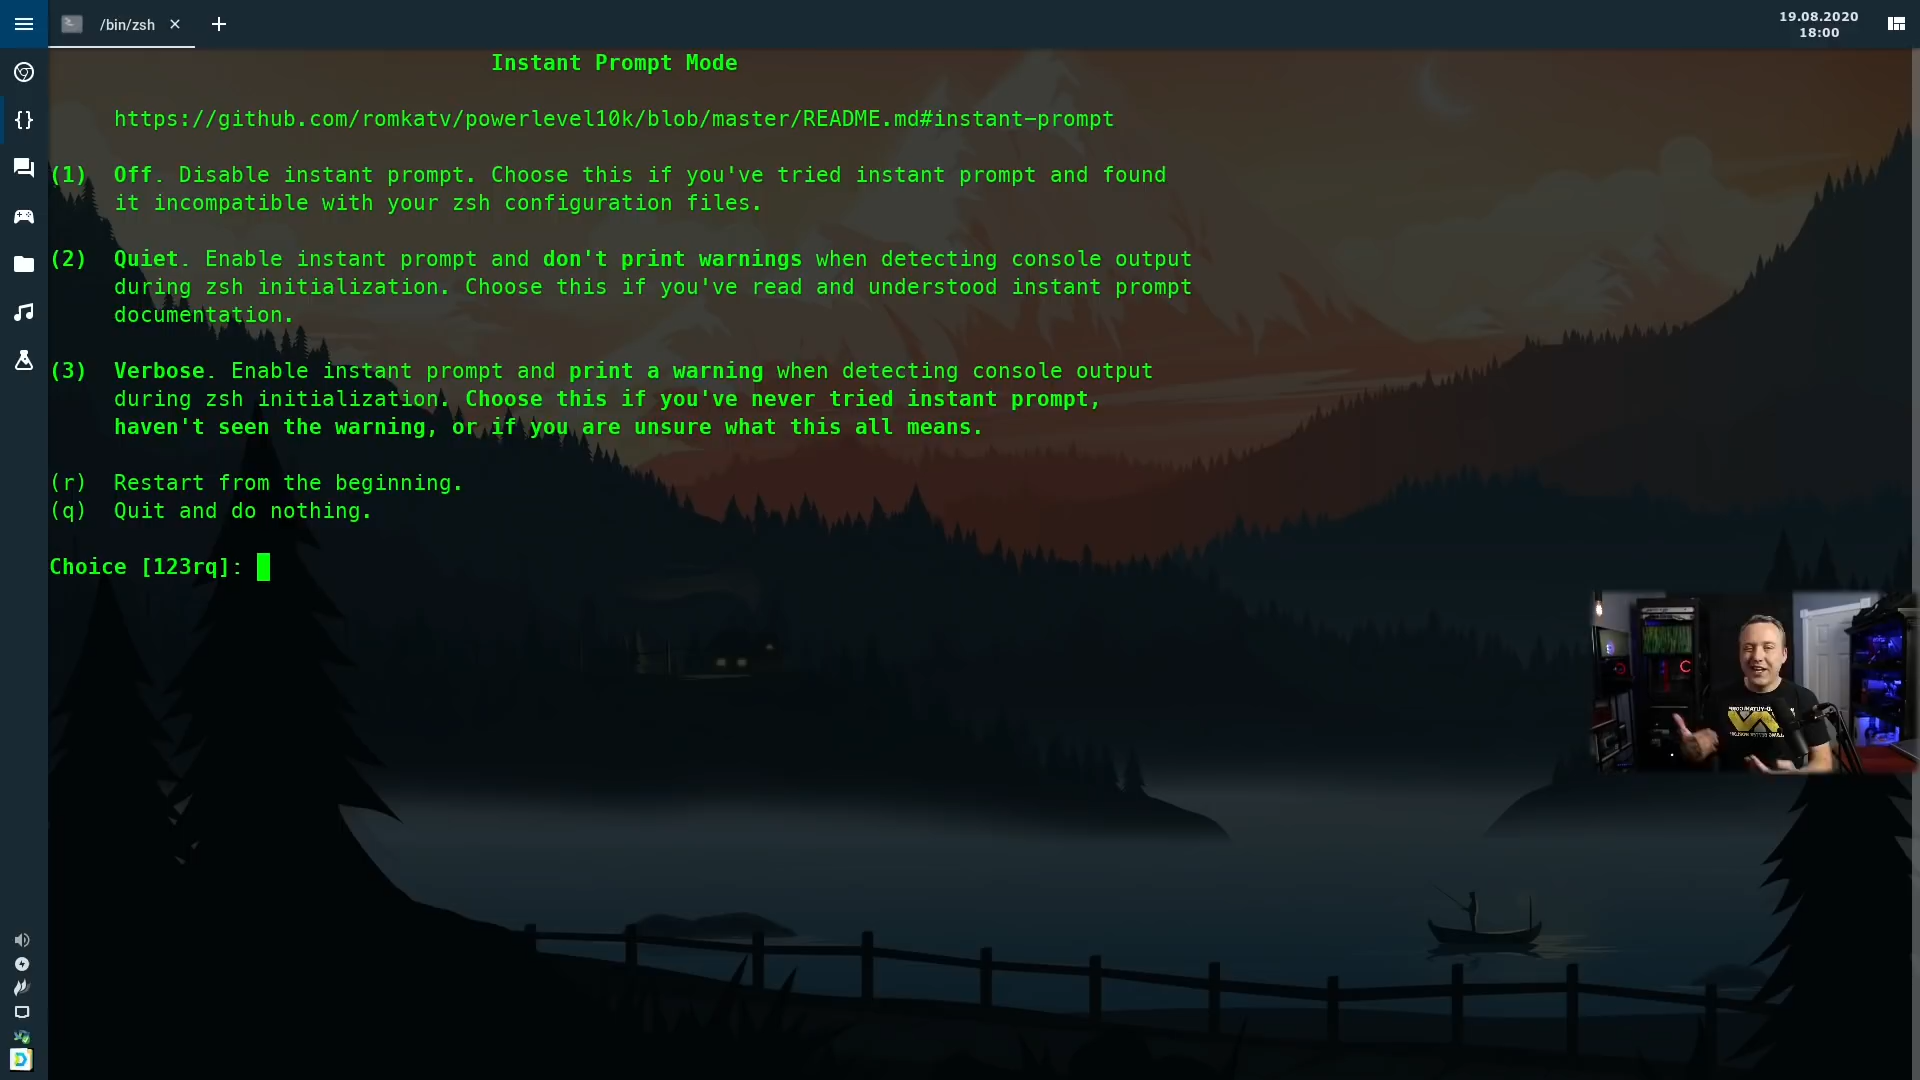 /bin/zsh
19.08.2020
18:00
Instant Prompt Mode
https://github.com/romkatv/powerlevel10k/blob/master/README.md#instant-prompt
(1) Off. Disable instant prompt. Choose this if you've tried instant prompt and found
it incompatible with your zsh configuration files.
(2) Quiet. Enable instant prompt and don't print warnings when detecting console output
during zsh initialization. Choose this if you've read and understood instant prompt
documentation.
(3) Verbose. Enable instant prompt and print a warning when detecting console output
during zsh initialization. Choose this if you've never tried instant prompt,
haven't seen the warning, or if you are unsure what this all means.
(r) Restart from the beginning.
(q) Quit and do nothing.
Choice [123rq]: